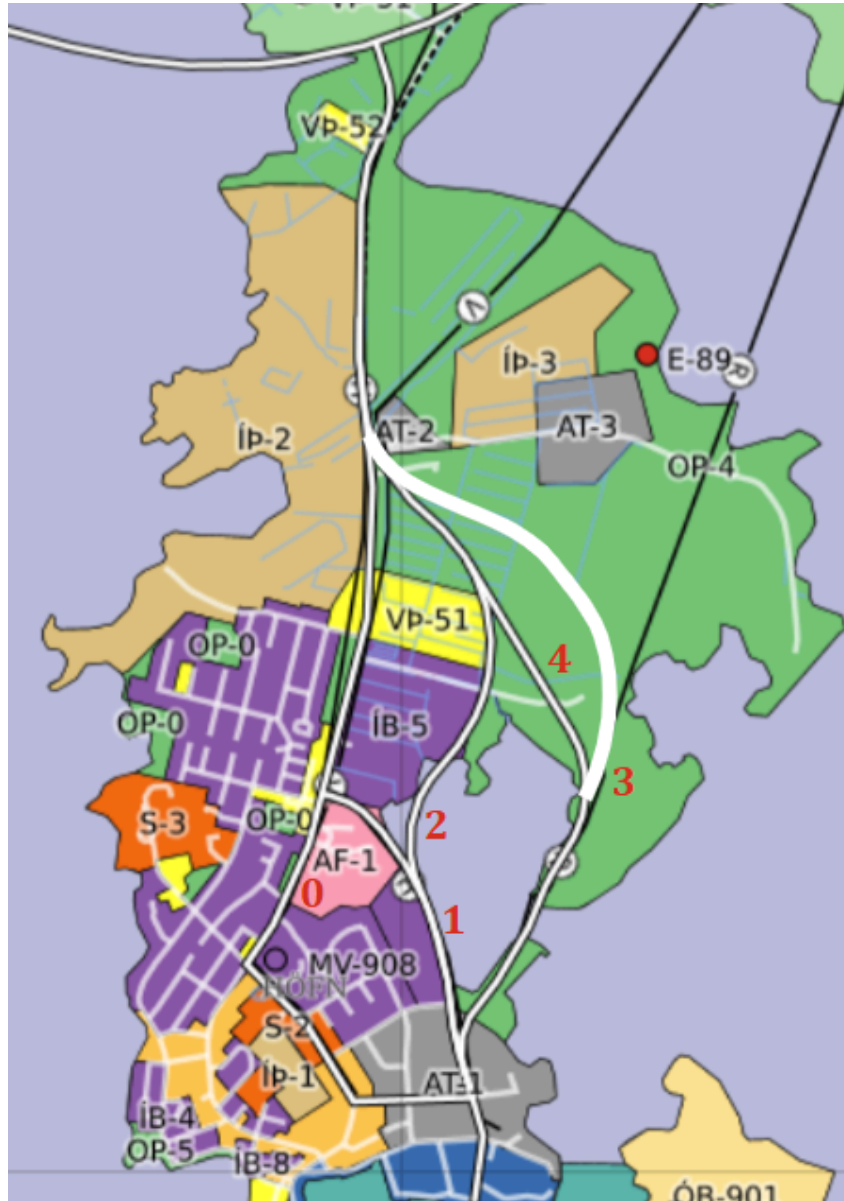 VÞ-52
ÍÞ-3
E-89
V
R
ÍÞ-2
AT-2
AT-3
OP-4
VÞ-51
OP-0
4
OP-0
ÍB-5
3
S-3
OP-0
2
AF-1
0
1
MV-908
HÖFN
S-2
ÍÞ-1
AT-1
ÍB-4
OP-5
ÍB-8
ÓB-901